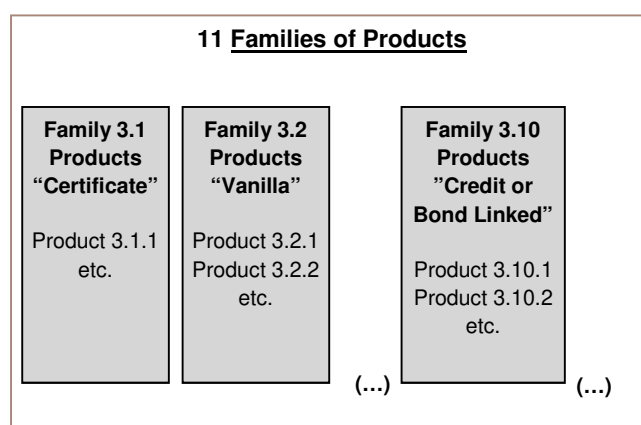 11 Families of Products
Family 3.1
Products
“Certificate”
Product 3.1.1
etc.
Family 3.2
Products
“Vanilla”
Product 3.2.1
Product 3.2.2
etc.
(…)
Family 3.10
Products
”Credit or
Bond Linked”
Product 3.10.1
Product 3.10.2
etc.
(…)